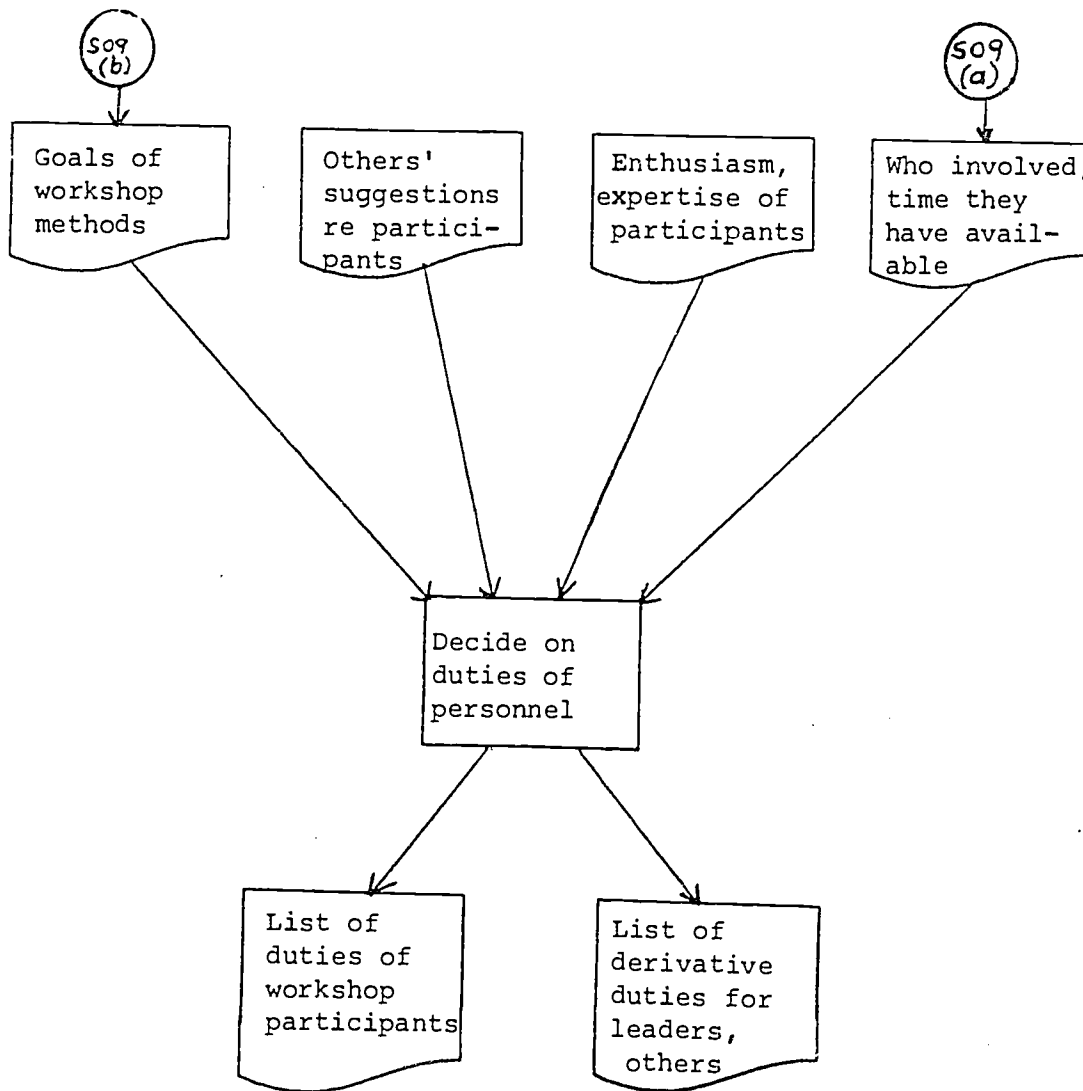 509
(b)
509
(a)
Goals of
workshop
methods
Others'
suggestions
re partici-
pants
Enthusiasm,
expertise of
participants
Who involved,
time they
have avail-
able
Decide on
duties of
personnel
List of
duties of
workshop
participants
List of
derivative
duties for
leaders,
others